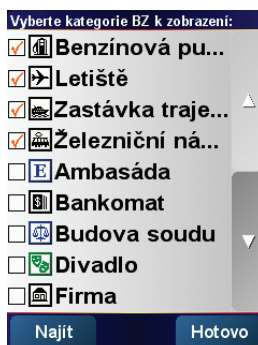 Vyberte kategorie BZ k zobrazení:
Benzínová pu...
Letiště
Zastávka traje...
Železniční ná...
E Ambasáda
Bankomat
Budova soudu
Divadlo
Firma
Najít Hotovo